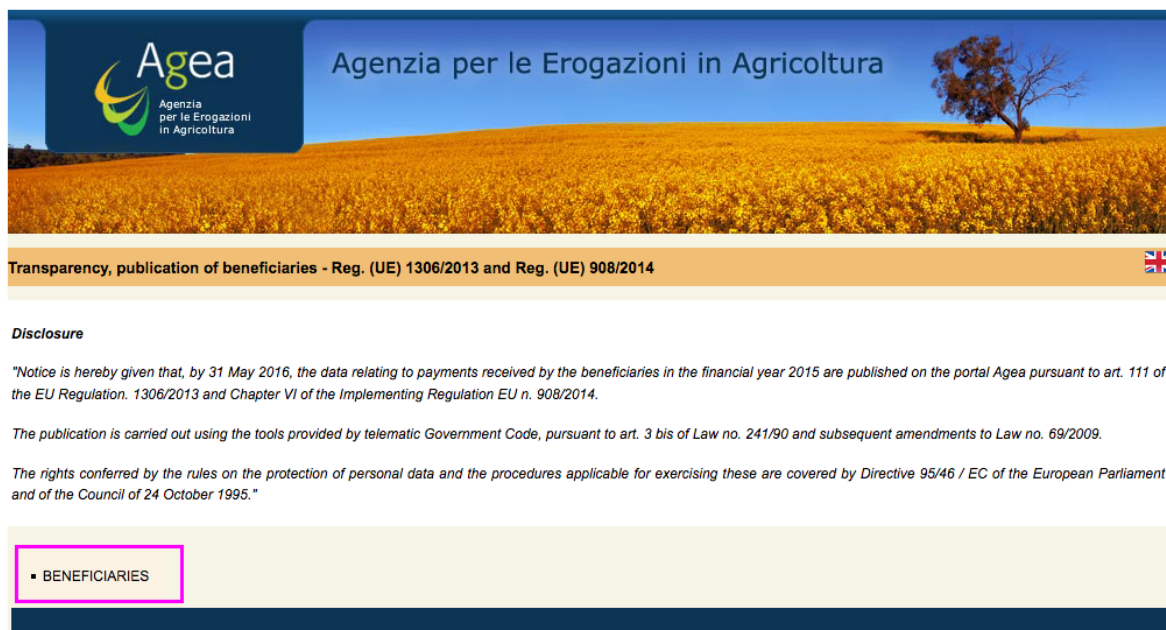 Agea
Agenzia
per le Erogazioni
in Agricoltura
Agenzia per le Erogazioni in Agricoltura
Transparency, publication of beneficiaries - Reg. (UE) 1306/2013 and Reg. (UE) 908/2014
Disclosure
"Notice is hereby given that, by 31 May 2016, the data relating to payments received by the beneficiaries in the financial year 2015 are published on the portal Agea pursuant to art. 111 of
the EU Regulation. 1306/2013 and Chapter VI of the Implementing Regulation EU n. 908/2014.
The publication is carried out using the tools provided by telematic Government Code, pursuant to art. 3 bis of Law no. 241/90 and subsequent amendments to Law no. 69/2009.
The rights conferred by the rules on the protection of personal data and the procedures applicable for exercising these are covered by Directive 95/46 / EC of the European Parliament
and of the Council of 24 October 1995."
▪ BENEFICIARIES